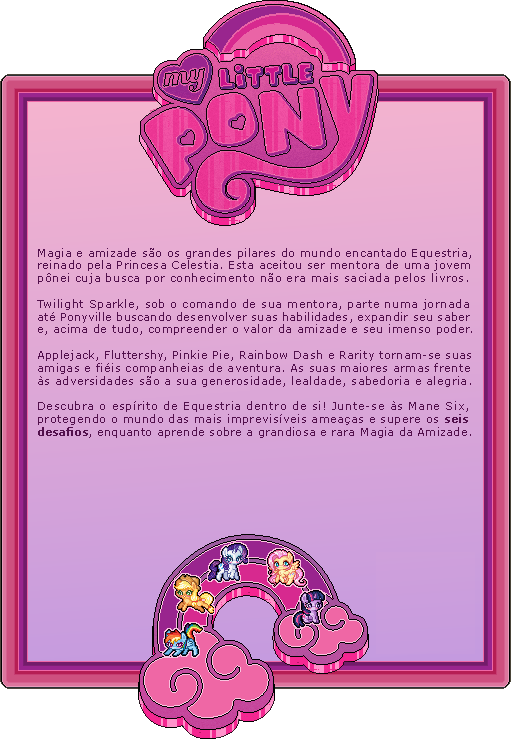 my LiTTLE
PONY
Magia e amizade são os grandes pilares do mundo encantado Equestria,
reinado pela Princesa Celestia. Esta aceitou ser mentora de uma jovem
pônei cuja busca por conhecimento não era mais saciada pelos livros.
Twilight Sparkle, sob o comando de sua mentora, parte numa jornada
até Ponyville buscando desenvolver suas habilidades, expandir seu saber
e, acima de tudo, compreender o valor da amizade e seu imenso poder.
Applejack, Fluttershy, Pinkie Pie, Rainbow Dash e Rarity tornam-se suas
amigas e fiéis companheias de aventura. As suas maiores armas frente
às adversidades são a sua generosidade, lealdade, sabedoria e alegria.
Descubra o espírito de Equestria dentro de si! Junte-se às Mane Six,
protegendo o mundo das mais imprevisíveis ameaças e supere os seis
desafios, enquanto aprende sobre a grandiosa e rara Magia da Amizade.